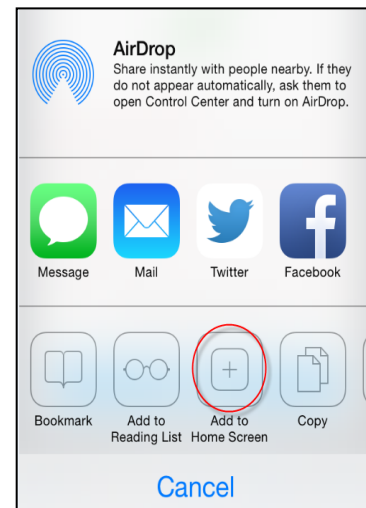 AirDrop
Share instantly with people nearby. If they
do not appear automatically, ask them to
open Control Center and turn on AirDrop.
Message Mail Twitter Facebook
Bookmark Add to Add to Copy
Reading List Home Screen
Cancel